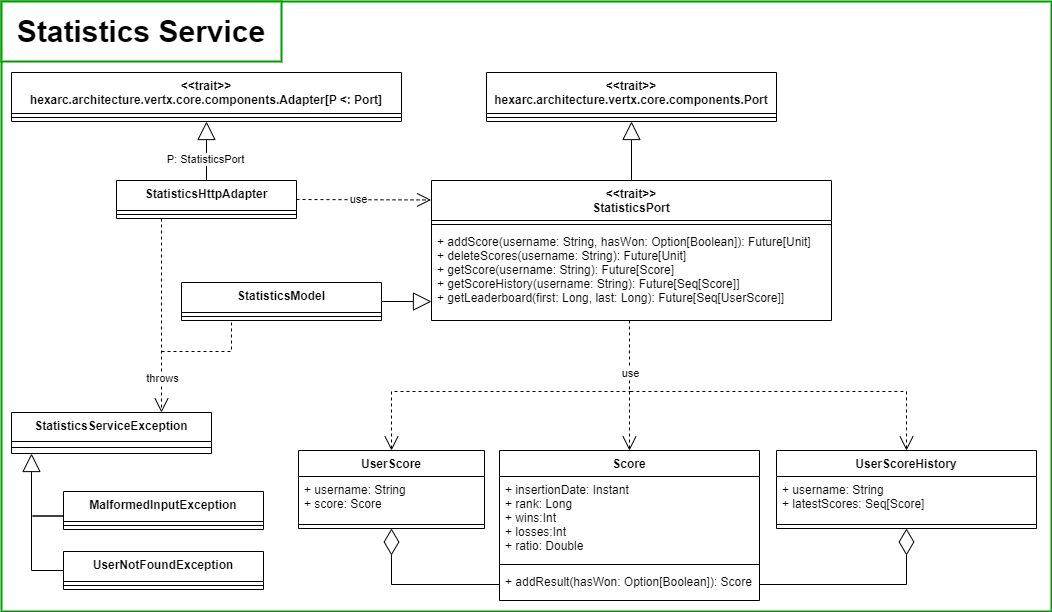 Statistics Service
<<trait>>
hexarc.architecture.vertx.core.components.Adapter[P <: Port]
<<trait>>
hexarc.architecture.vertx.core.components.Port
P: StatisticsPort
StatisticsHttpAdapter
use
<<trait>>
StatisticsPort
+ addScore(username: String, hasWon: Option[Boolean]): Future[Unit]
+ deleteScores(username: String): Future[Unit]
+ getScore(username: String): Future[Score]
+ getScoreHistory(username: String): Future[Seq[Score]]
+ getLeaderboard(first: Long, last: Long): Future[Seq[UserScore]]
StatisticsModel
throws
use
StatisticsServiceException
MalformedInputException
UserNotFoundException
UserScore
+ username: String
+ score: Score
Score
+ insertionDate: Instant
+ rank: Long
+ wins:Int
+ losses:Int
+ ratio: Double
+ addResult(hasWon: Option[Boolean]): Score
UserScoreHistory
+ username: String
+ latestScores: Seq[Score]